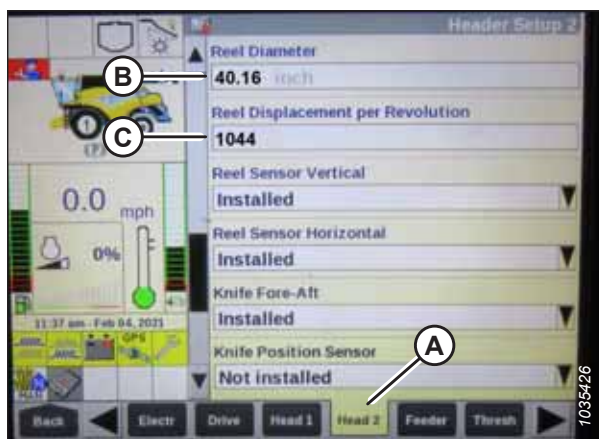 Header Setup 2
Reel Diameter
B
40.16 inch
Reel Displacement per Revolution
C
1044
Reel Sensor Vertical
Installed
0.0 mph
Reel Sensor Horizontal
0%
Installed
Knife Fore-Aft
Installed
11:37 am - Feb 04, 2021
GPS
A
Knife Position Sensor
Not installed
Back
Electr
Drive
Head 1
Head 2
Feeder
Thresh
1035426